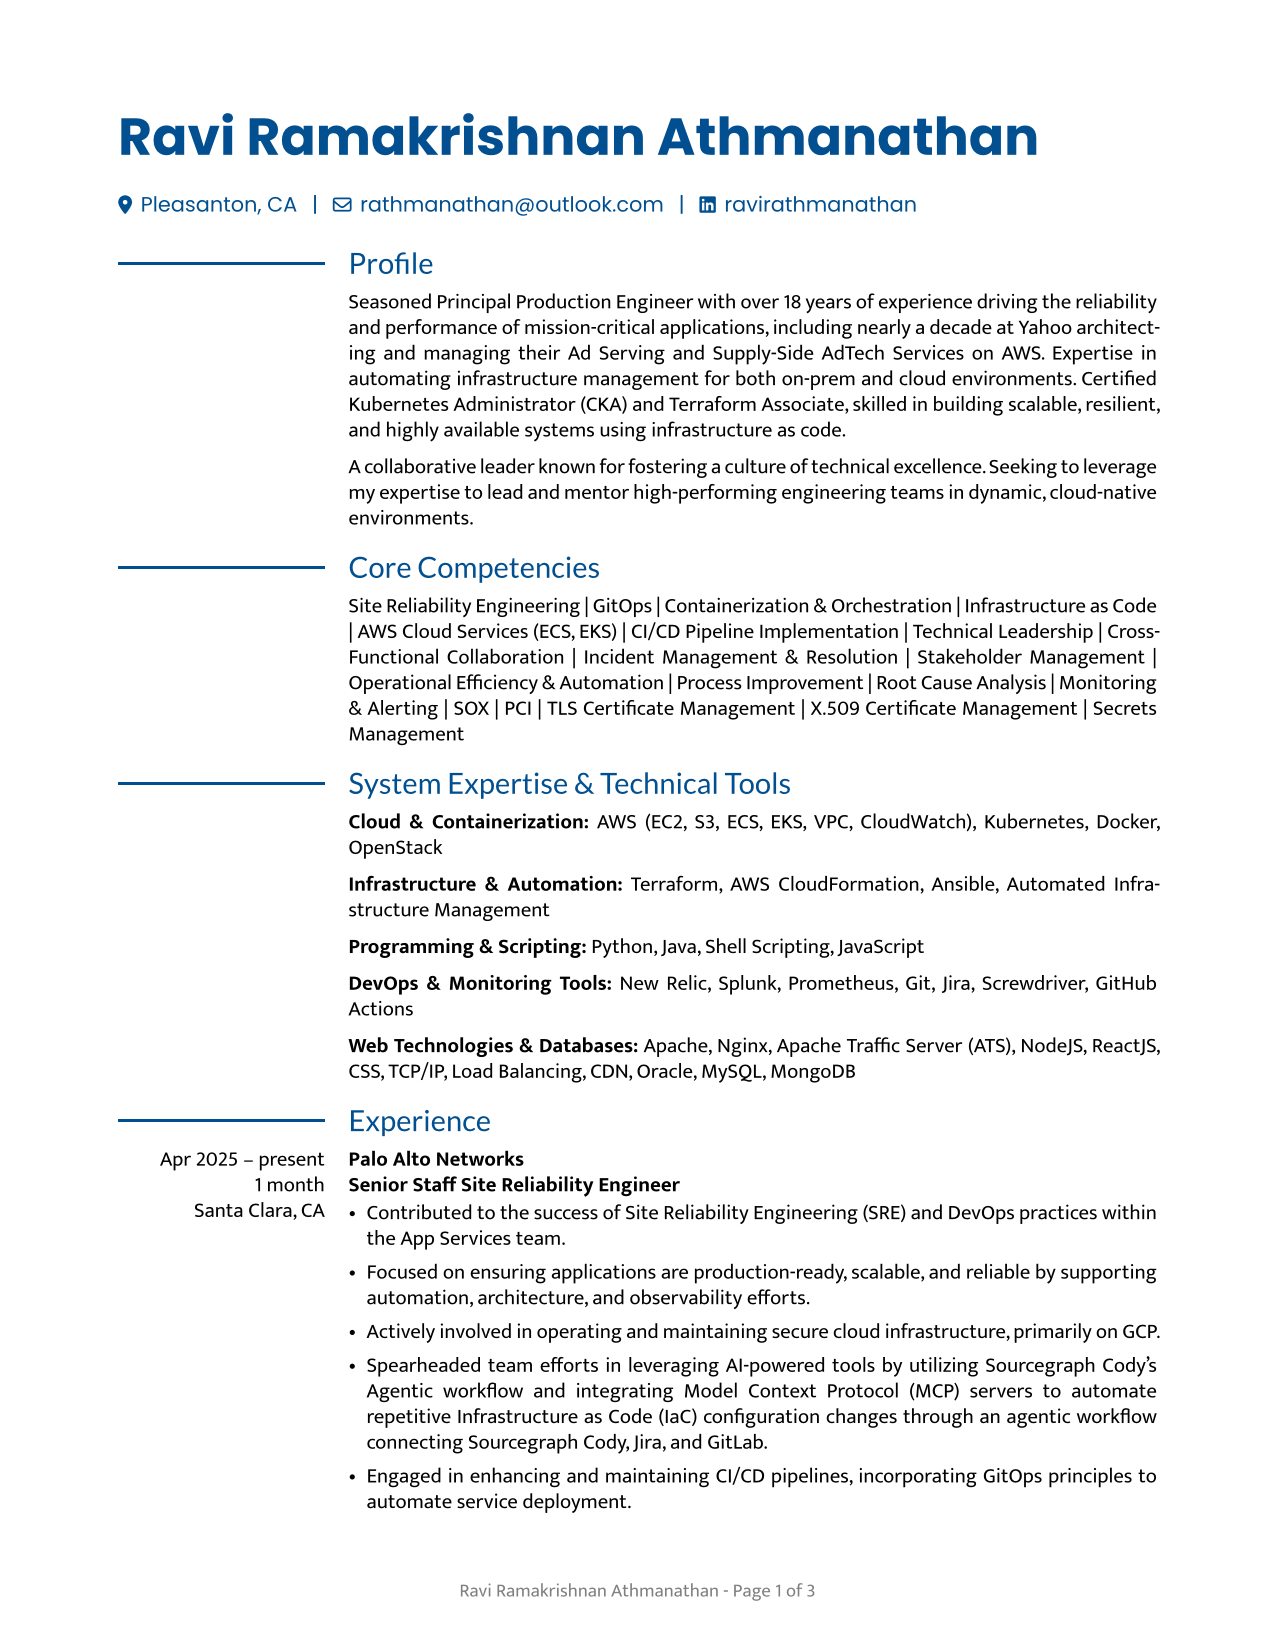 Ravi Ramakrishnan Athmanathan
Pleasanton, CA | rathmanathan@outlook.com | ravirathmanathan
Profile
Seasoned Principal Production Engineer with over 18 years of experience driving the reliability
and performance of mission-critical applications, including nearly a decade at Yahoo architect-
ing and managing their Ad Serving and Supply-Side AdTech Services on AWS. Expertise in
automating infrastructure management for both on-prem and cloud environments. Certified
Kubernetes Administrator (CKA) and Terraform Associate, skilled in building scalable, resilient,
and highly available systems using infrastructure as code.
A collaborative leader known for fostering a culture of technical excellence. Seeking to leverage
my expertise to lead and mentor high-performing engineering teams in dynamic, cloud-native
environments.
Core Competencies
Site Reliability Engineering | GitOps | Containerization & Orchestration | Infrastructure as Code
| AWS Cloud Services (ECS, EKS) | CI/CD Pipeline Implementation | Technical Leadership | Cross-
Functional Collaboration | Incident Management & Resolution | Stakeholder Management |
Operational Efficiency & Automation | Process Improvement | Root Cause Analysis | Monitoring
& Alerting | SOX | PCI | TLS Certificate Management | X.509 Certificate Management | Secrets
Management
System Expertise & Technical Tools
Cloud & Containerization: AWS (EC2, S3, ECS, EKS, VPC, CloudWatch), Kubernetes, Docker,
OpenStack
Infrastructure & Automation: Terraform, AWS CloudFormation, Ansible, Automated Infra-
structure Management
Programming & Scripting: Python, Java, Shell Scripting, JavaScript
DevOps & Monitoring Tools: New Relic, Splunk, Prometheus, Git, Jira, Screwdriver, GitHub
Actions
Web Technologies & Databases: Apache, Nginx, Apache Traffic Server (ATS), NodeJS, ReactJS,
CSS, TCP/IP, Load Balancing, CDN, Oracle, MySQL, MongoDB
Experience
Apr 2025 – present
1 month
Santa Clara, CA
Palo Alto Networks
Senior Staff Site Reliability Engineer
• Contributed to the success of Site Reliability Engineering (SRE) and DevOps practices within
the App Services team.
• Focused on ensuring applications are production-ready, scalable, and reliable by supporting
automation, architecture, and observability efforts.
• Actively involved in operating and maintaining secure cloud infrastructure, primarily on GCP.
• Spearheaded team efforts in leveraging AI-powered tools by utilizing Sourcegraph Cody’s
Agentic workflow and integrating Model Context Protocol (MCP) servers to automate
repetitive Infrastructure as Code (IaC) configuration changes through an agentic workflow
connecting Sourcegraph Cody, Jira, and GitLab.
• Engaged in enhancing and maintaining CI/CD pipelines, incorporating GitOps principles to
automate service deployment.
Ravi Ramakrishnan Athmanathan - Page 1 of 3